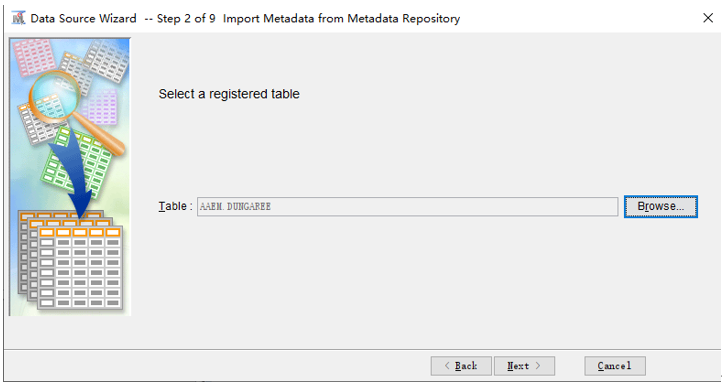 Data Source Wizard -- Step 2 of 9 Import Metadata from Metadata Repository
Select a registered table
Table : AAEM.DUNGAREE Browse...
< Back Next > Cancel